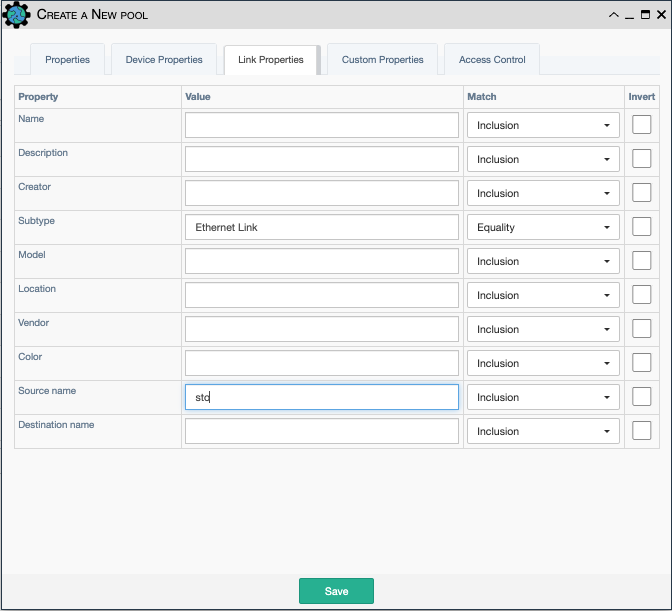 Create a New pool
Properties Device Properties Link Properties Custom Properties Access Control
Property Value Match Invert
Name Inclusion
Description Inclusion
Creator Inclusion
Subtype Ethernet Link Equality
Model Inclusion
Location Inclusion
Vendor Inclusion
Color Inclusion
Source name stc Inclusion
Destination name Inclusion
Save